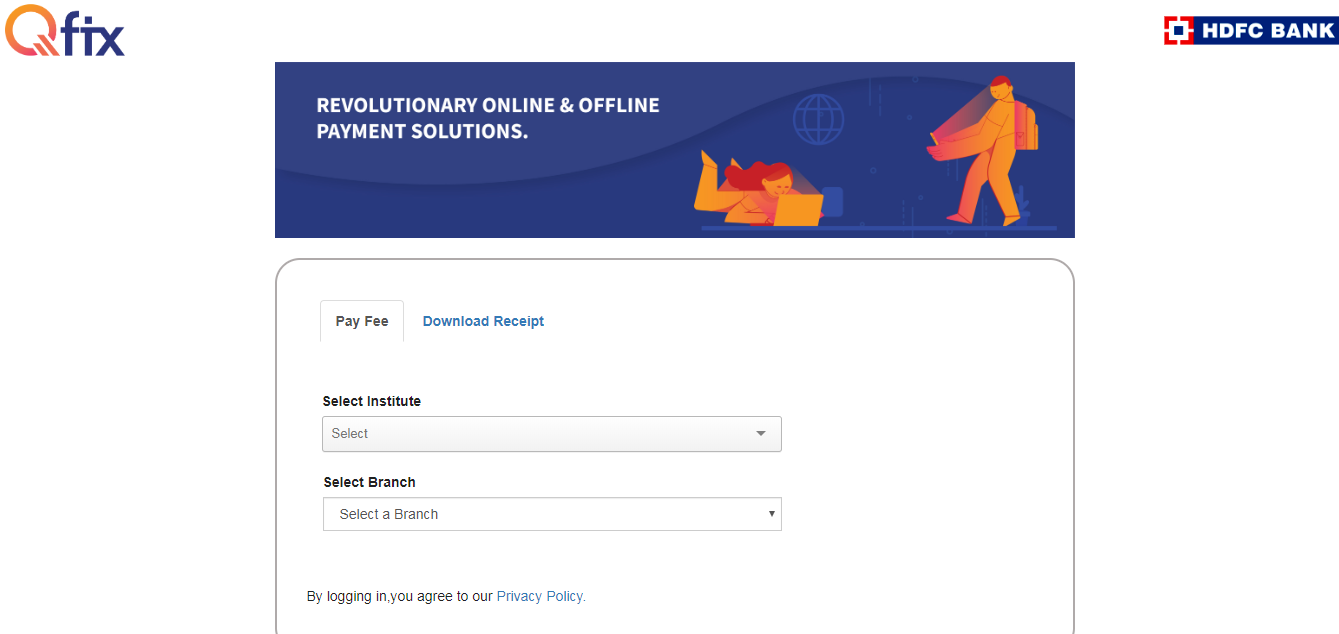 Qfix
HDFC BANK
REVOLUTIONARY ONLINE & OFFLINE
PAYMENT SOLUTIONS.
Pay Fee
Download Receipt
Select Institute
Select
Select Branch
Select a Branch
By logging in,you agree to our Privacy Policy.